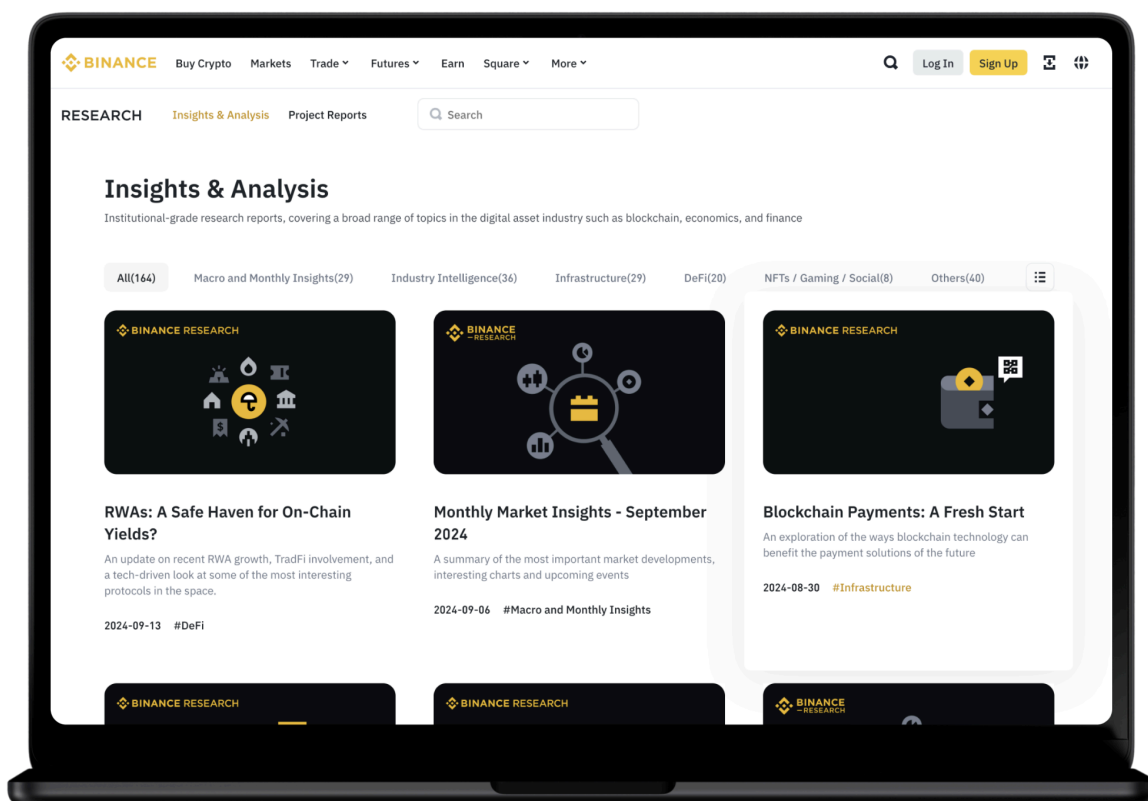 BINANCE Buy Crypto Markets Trade Futures Earn Square More Log In Sign Up
RESEARCH Insights & Analysis Project Reports Search
Insights & Analysis
Institutional-grade research reports, covering a broad range of topics in the digital asset industry such as blockchain, economics, and finance
All(164) Macro and Monthly Insights(29) Industry Intelligence(36) Infrastructure(29) DeFi(20) NFTs / Gaming / Social(8) Others(40)
BINANCE RESEARCH
RWAs: A Safe Haven for On-Chain
Yields?
An update on recent RWA growth, TradFi involvement, and
a tech-driven look at some of the most interesting
protocols in the space.
2024-09-13 #DeFi
BINANCE
RESEARCH
Monthly Market Insights - September
2024
A summary of the most important market developments,
interesting charts and upcoming events
2024-09-06 #Macro and Monthly Insights
BINANCE RESEARCH
Blockchain Payments: A Fresh Start
An exploration of the ways blockchain technology can
benefit the payment solutions of the future
2024-08-30 #Infrastructure
BINANCE RESEARCH
BINANCE RESEARCH
BINANCE
RESEARCH